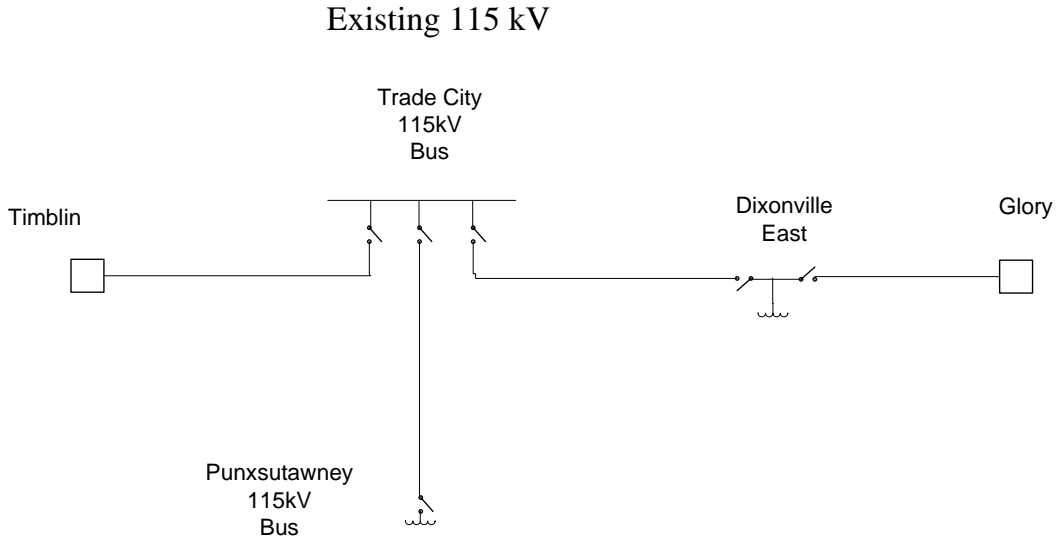 Existing 115 kV
Trade City
115kV
Bus
Timblin
Dixonville
East
Glory
Punxsutawney
115kV
Bus